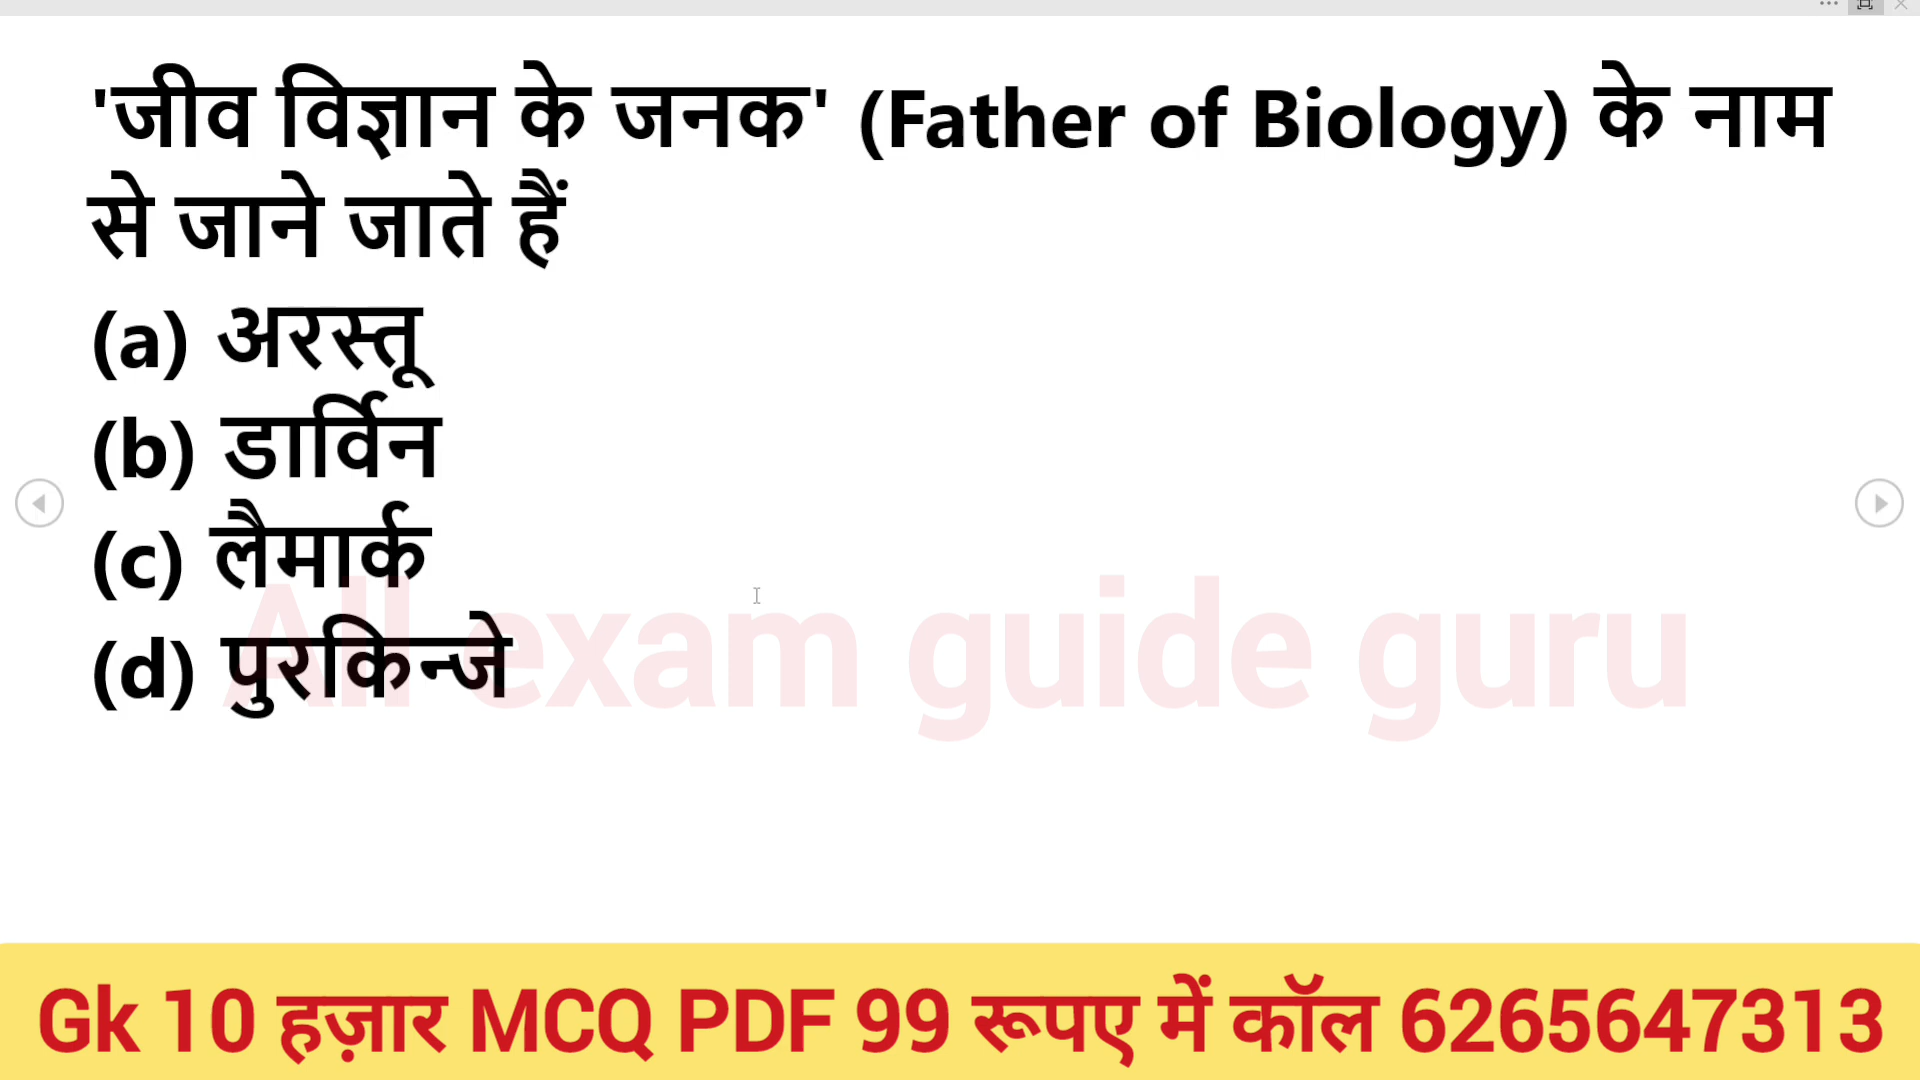 'जीव विज्ञान के जनक' (Father of Biology) के नाम
से जाने जाते हैं
(a) अरस्तू
(b) डार्विन
(c) लैमार्क
(d) पुरकिन्जे
All exam guide guru
Gk 10 हज़ार MCQ PDF 99 रूपए में कॉल 6265647313